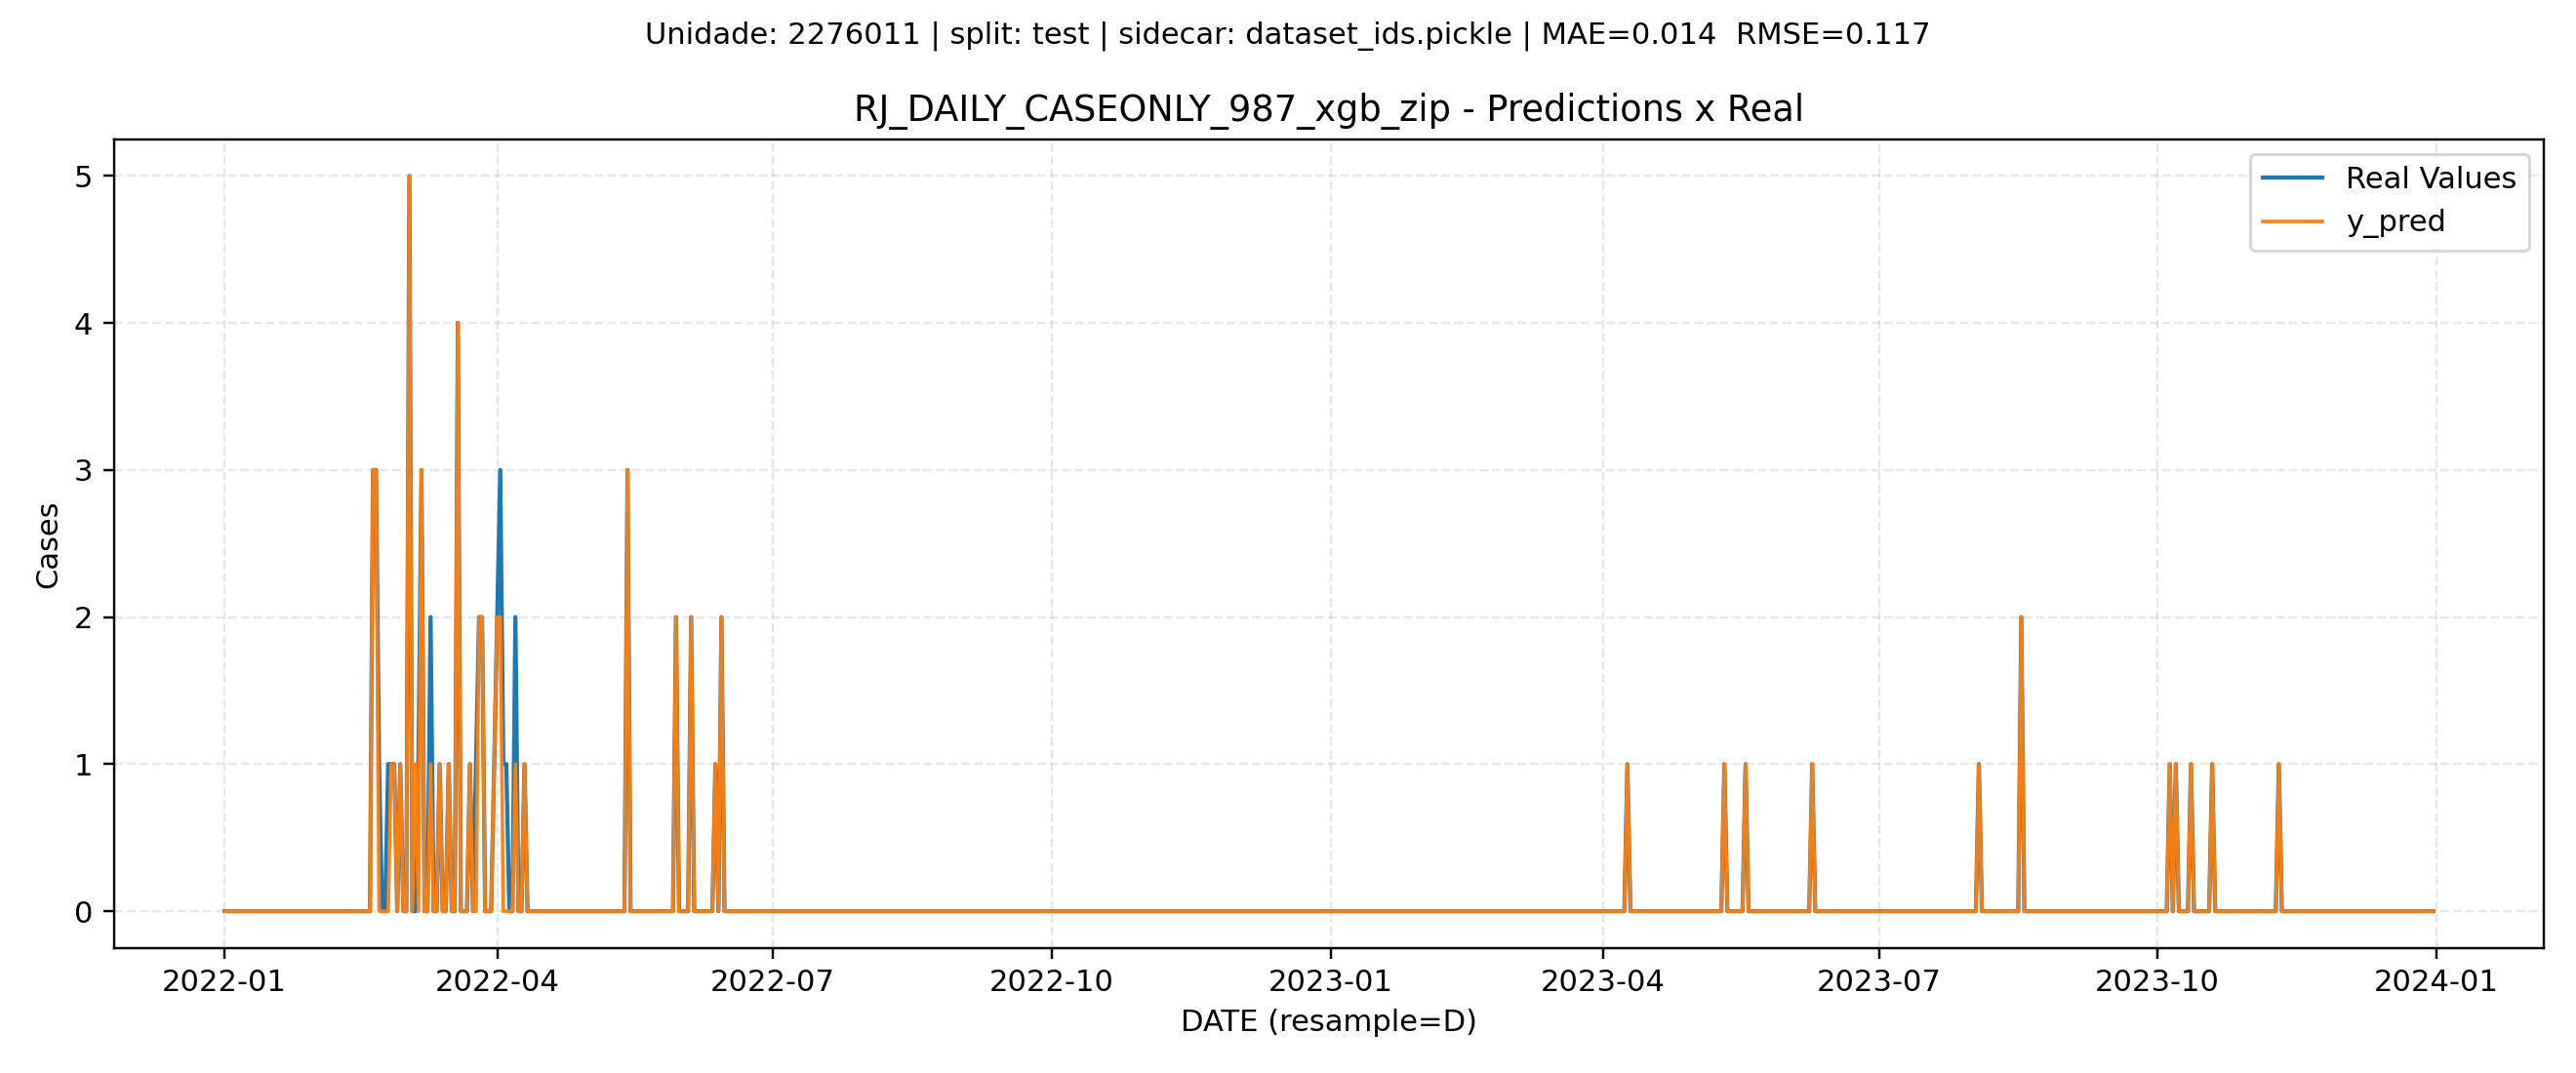 Unidade: 2276011 | split: test | sidecar: dataset_ids.pickle | MAE=0.014  RMSE=0.117
RJ_DAILY_CASEONLY_987_xgb_zip - Predictions x Real
Real Values
y_pred
Cases
5
4
3
2
1
0
2022-01 2022-04 2022-07 2022-10 2023-01 2023-04 2023-07 2023-10 2024-01
DATE (resample=D)